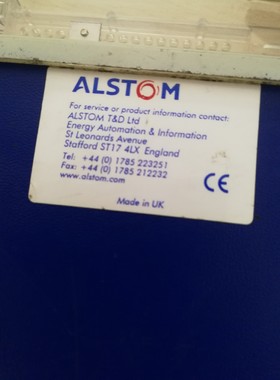 ALSTOM
For service or product information contact:
ALSTOM T&D Ltd
Energy Automation & Information
St Leonards Avenue
Stafford ST17 4LX England
Tel: +44 (0) 1785 223251
Fax: +44 (0) 1785 212232
www.alstom.com
CE
Made in UK